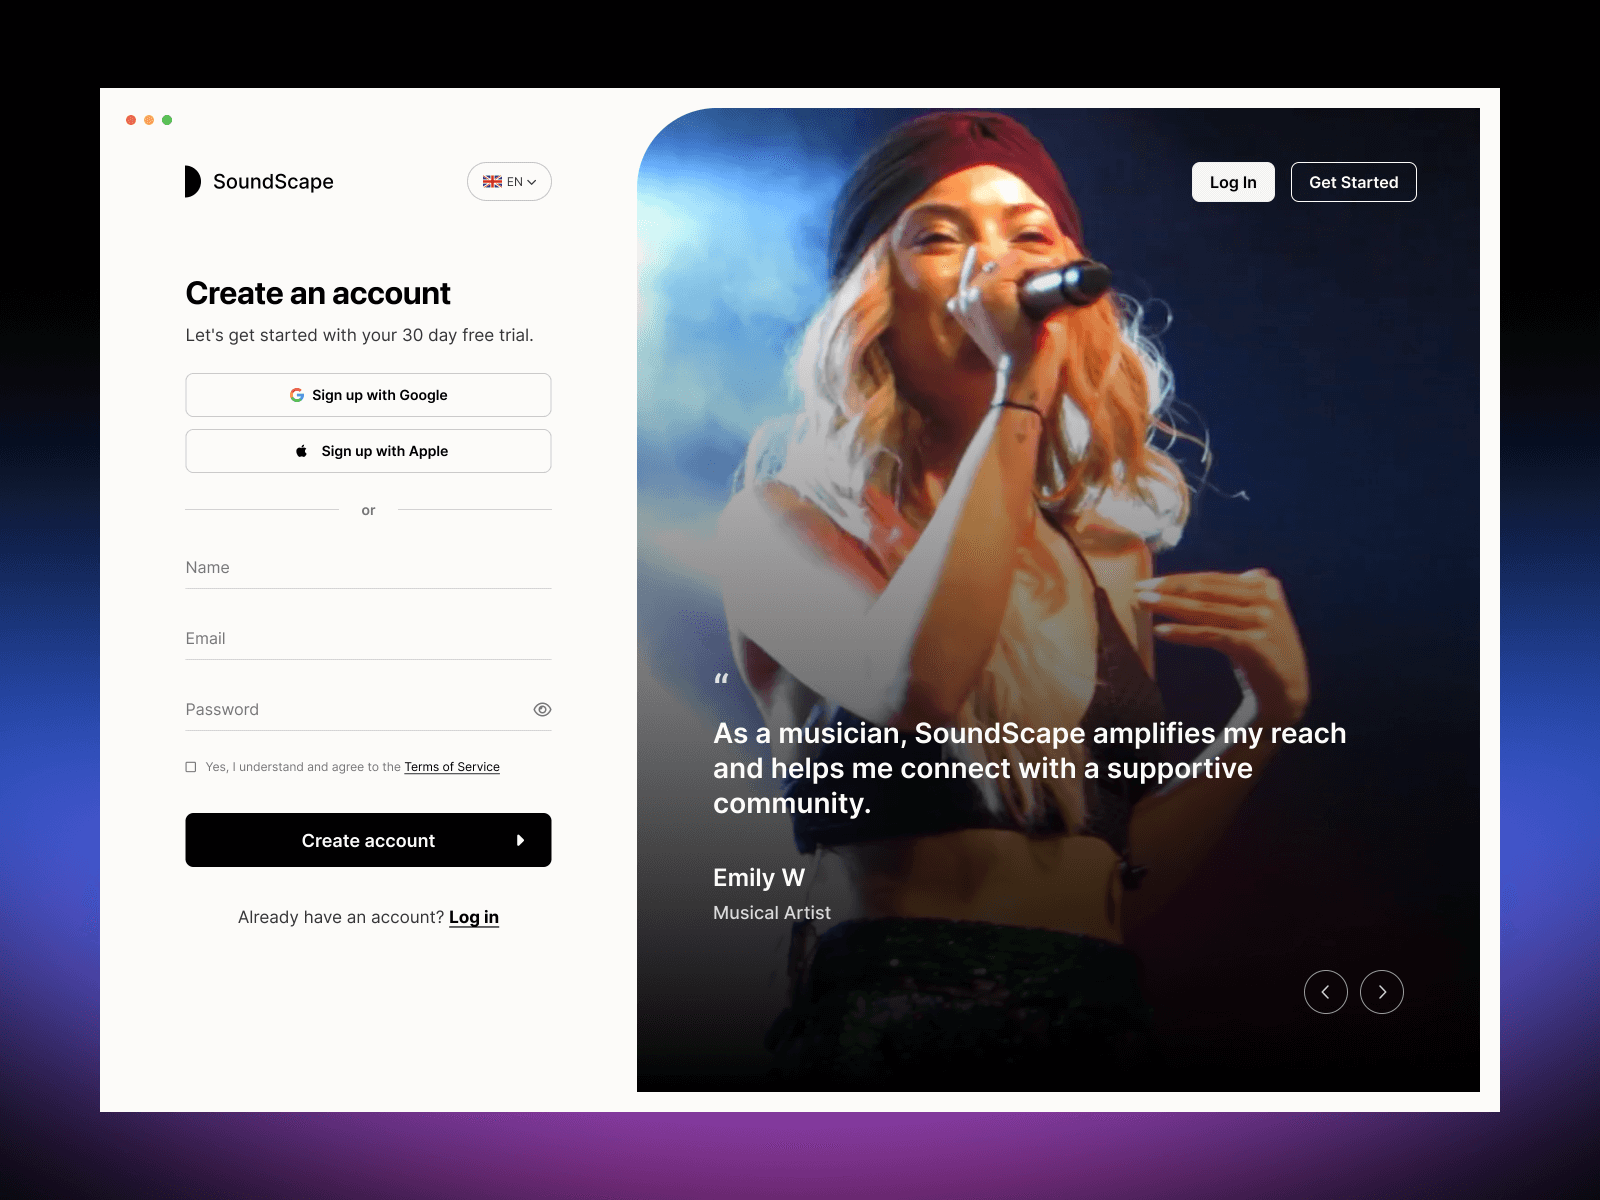 SoundScape
EN
Log In
Get Started
Create an account
Let's get started with your 30 day free trial.
Sign up with Google
Sign up with Apple
or
Name
Email
Password
Yes, I understand and agree to the Terms of Service
Create account
Already have an account? Log in
“
As a musician, SoundScape amplifies my reach
and helps me connect with a supportive
community.
Emily W
Musical Artist